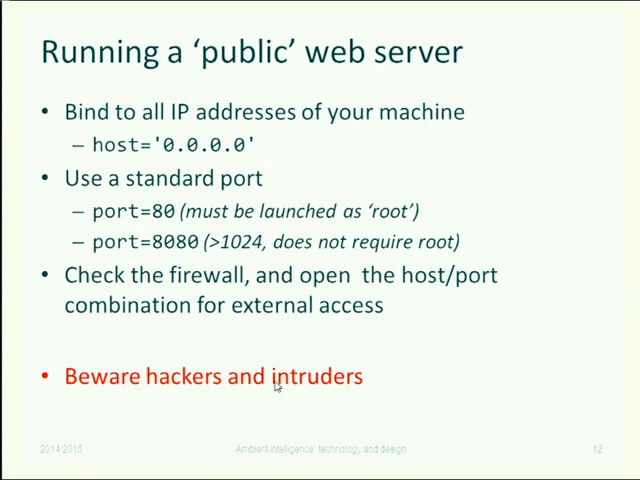 Running a ‘public’ web server
• Bind to all IP addresses of your machine
– host='0.0.0.0'
• Use a standard port
– port=80 (must be launched as ‘root’)
– port=8080 (>1024, does not require root)
• Check the firewall, and open the host/port
combination for external access
• Beware hackers and intruders
2014/2015 Ambient intelligence: technology and design 12